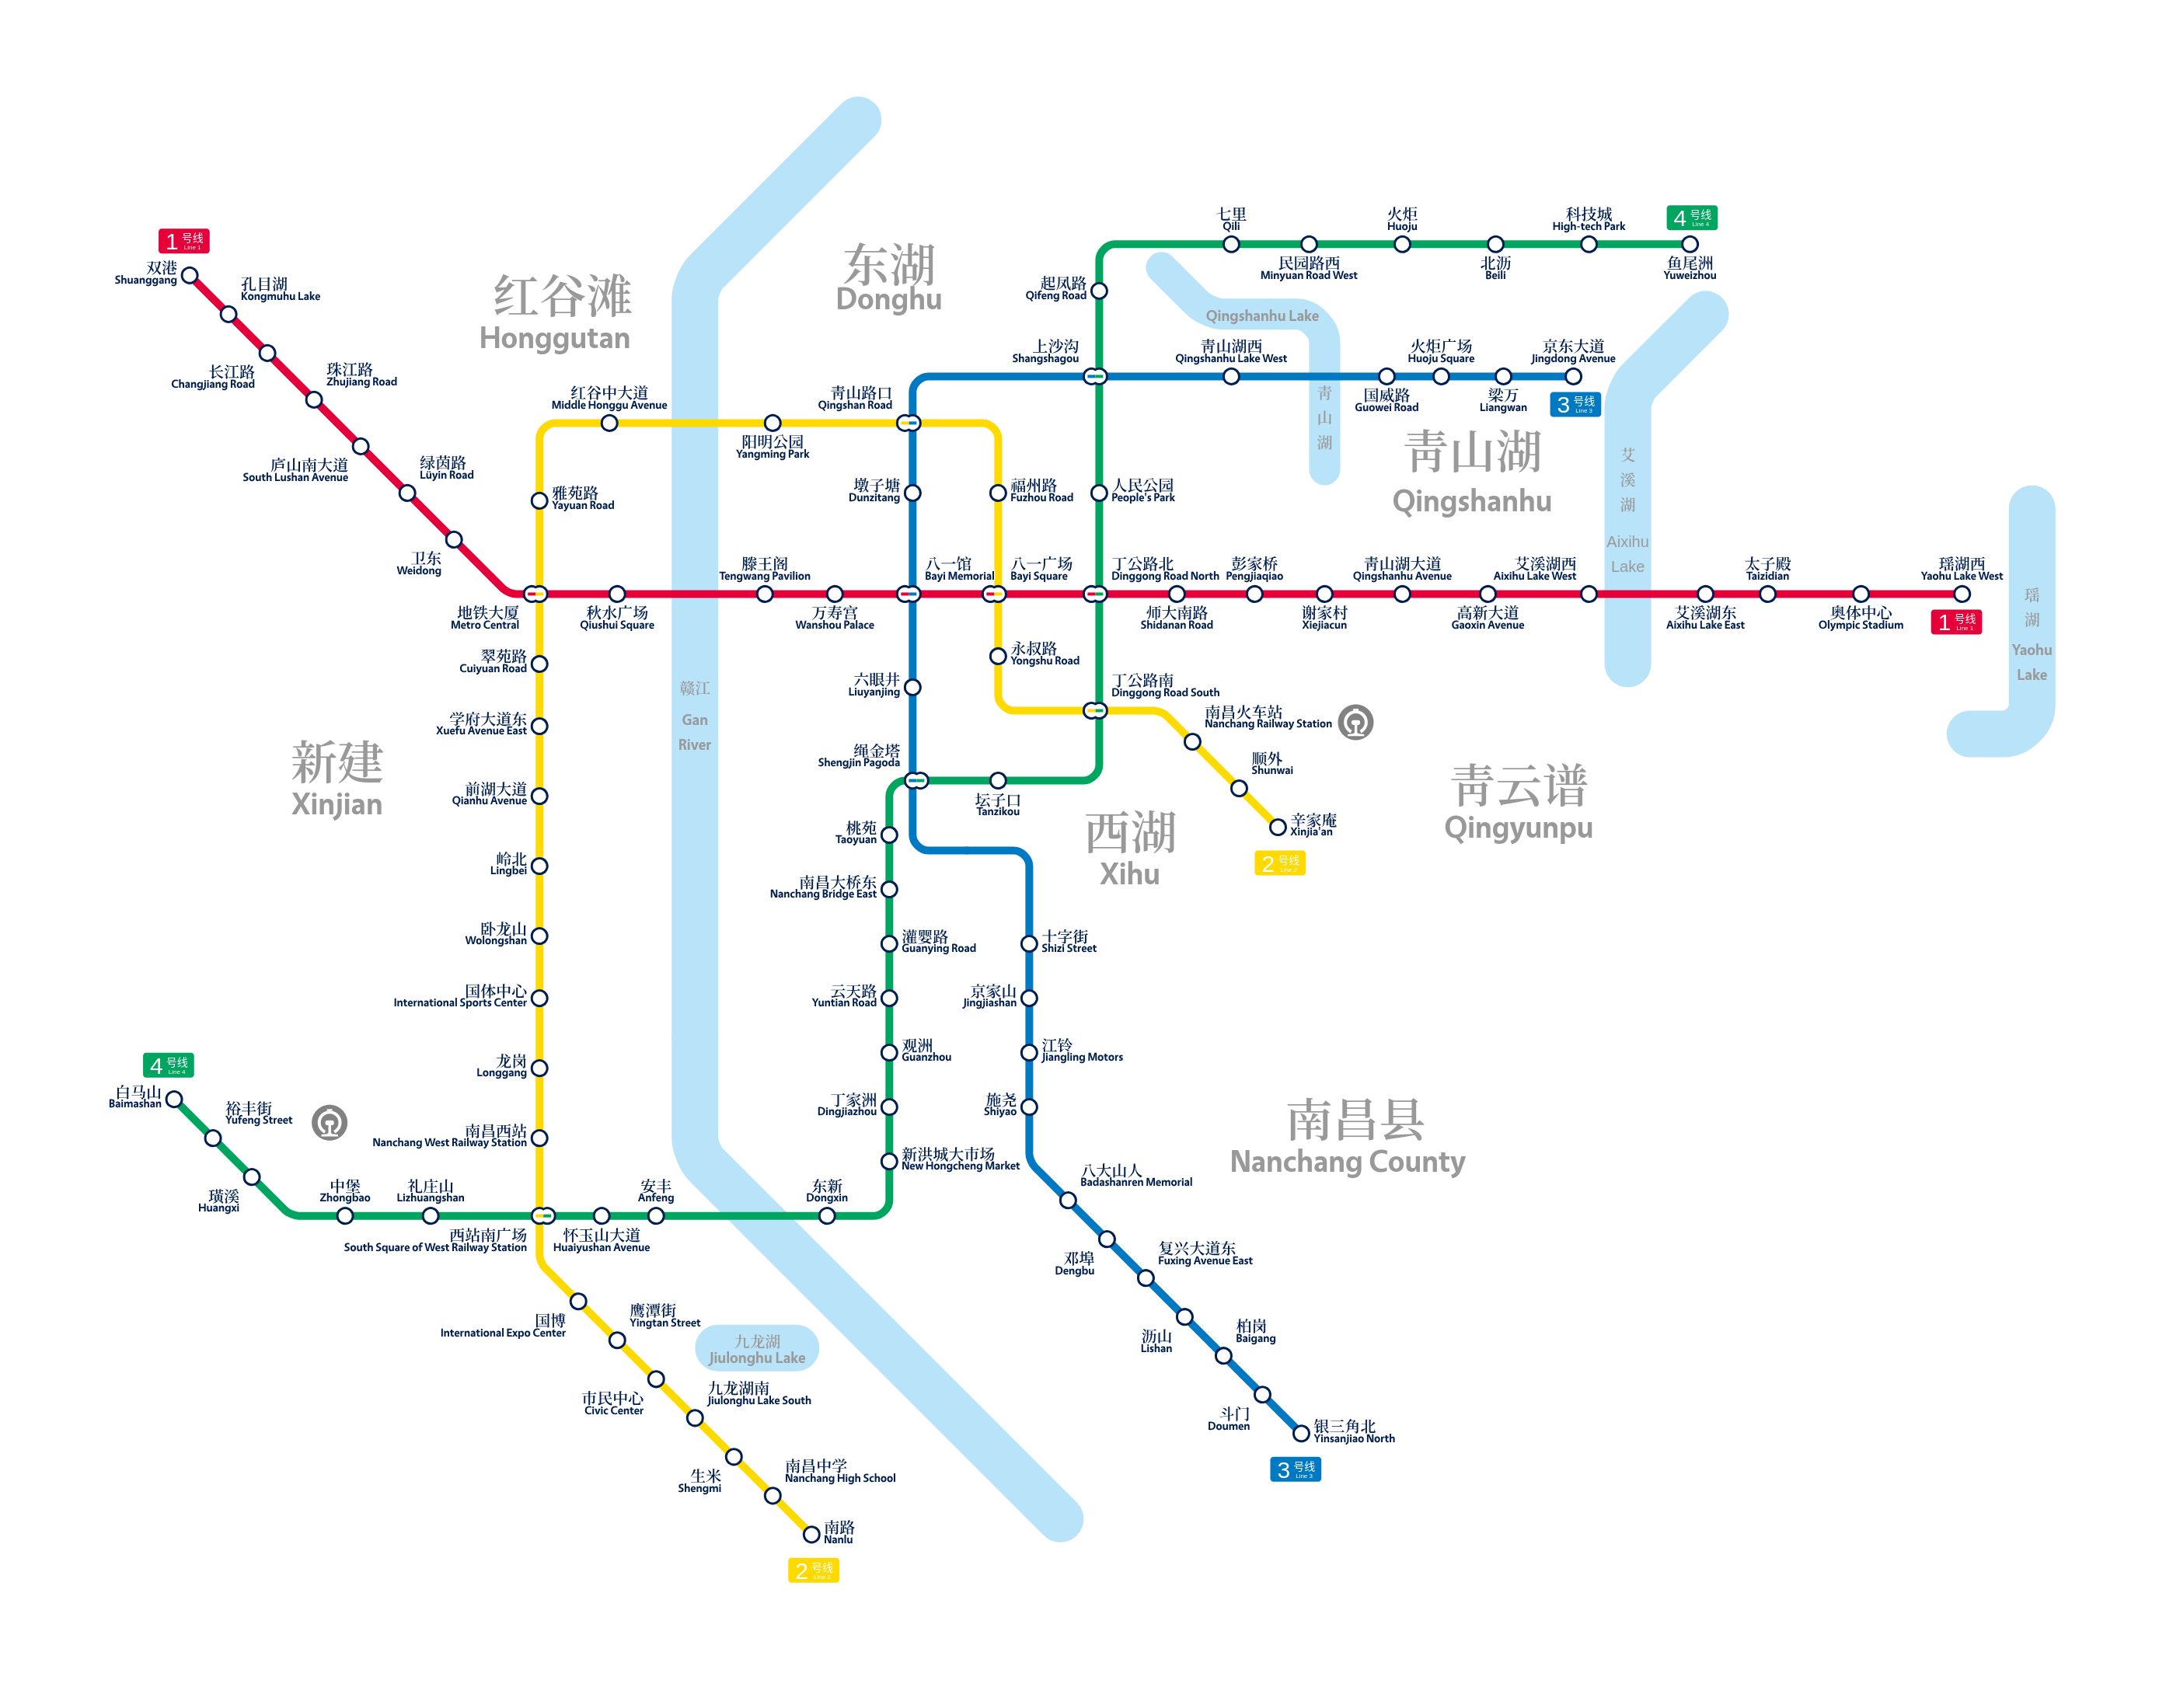 1 号线
Line 1
双港
Shuanggang
孔目湖
Kongmuhu Lake
长江路
Changjiang Road
珠江路
Zhujiang Road
庐山南大道
South Lushan Avenue
绿茵路
Lüyin Road
卫东
Weidong
地铁大厦
Metro Central
秋水广场
Qiushui Square
滕王阁
Tengwang Pavilion
万寿宫
Wanshou Palace
八一馆
Bayi Memorial
八一广场
Bayi Square
丁公路北
Dinggong Road North
师大南路
Shidanan Road
彭家桥
Pengjiaqiao
谢家村
Xiejiacun
青山湖大道
Qingshanhu Avenue
高新大道
Gaoxin Avenue
艾溪湖西
Aixihu Lake West
艾溪湖东
Aixihu Lake East
太子殿
Taizidian
奥体中心
Olympic Stadium
瑶湖西
Yaohu Lake West
1 号线
Line 1
红谷滩
Honggutan
东湖
Donghu
青山湖
Qingshanhu
新建
Xinjian
西湖
Xihu
青云谱
Qingyunpu
南昌县
Nanchang County
赣江
Gan
River
Qingshanhu Lake
青
山
湖
艾
溪
湖
Aixihu
Lake
瑶
湖
Yaohu
Lake
九龙湖
Jiulonghu Lake
七里
Qili
民园路西
Minyuan Road West
火炬
Huoju
北沥
Beili
科技城
High-tech Park
4 号线
Line 4
鱼尾洲
Yuweizhou
起凤路
Qifeng Road
上沙沟
Shangshagou
青山湖西
Qingshanhu Lake West
国威路
Guowei Road
火炬广场
Huoju Square
梁万
Liangwan
京东大道
Jingdong Avenue
3 号线
Line 3
红谷中大道
Middle Honggu Avenue
阳明公园
Yangming Park
青山路口
Qingshan Road
雅苑路
Yayuan Road
墩子塘
Dunzitang
福州路
Fuzhou Road
人民公园
People's Park
翠苑路
Cuiyuan Road
学府大道东
Xuefu Avenue East
前湖大道
Qianhu Avenue
岭北
Lingbei
卧龙山
Wolongshan
国体中心
International Sports Center
龙岗
Longgang
南昌西站
Nanchang West Railway Station
永叔路
Yongshu Road
丁公路南
Dinggong Road South
南昌火车站
Nanchang Railway Station
顺外
Shunwai
辛家庵
Xinjia'an
2 号线
Line 2
六眼井
Liuyanjing
绳金塔
Shengjin Pagoda
坛子口
Tanzikou
桃苑
Taoyuan
南昌大桥东
Nanchang Bridge East
灌婴路
Guanying Road
云天路
Yuntian Road
观洲
Guanzhou
丁家洲
Dingjiazhou
新洪城大市场
New Hongcheng Market
十字街
Shizi Street
京家山
Jingjiashan
江铃
Jiangling Motors
施尧
Shiyao
八大山人
Badashanren Memorial
邓埠
Dengbu
复兴大道东
Fuxing Avenue East
沥山
Lishan
柏岗
Baigang
斗门
Doumen
银三角北
Yinsanjiao North
3 号线
Line 3
4 号线
Line 4
白马山
Baimashan
裕丰街
Yufeng Street
璜溪
Huangxi
中堡
Zhongbao
礼庄山
Lizhuangshan
西站南广场
South Square of West Railway Station
怀玉山大道
Huaiyushan Avenue
安丰
Anfeng
东新
Dongxin
国博
International Expo Center
鹰潭街
Yingtan Street
市民中心
Civic Center
九龙湖南
Jiulonghu Lake South
生米
Shengmi
南昌中学
Nanchang High School
南路
Nanlu
2 号线
Line 2